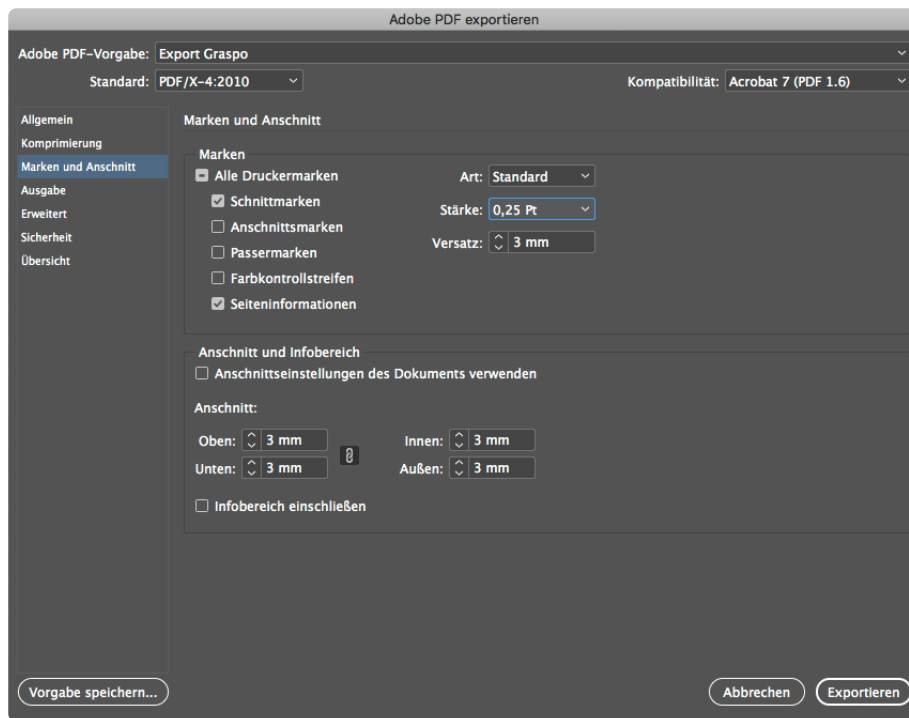 Adobe PDF exportieren
Adobe PDF-Vorgabe: Export Graspo
Standard: PDF/X-4:2010 Kompatibilität: Acrobat 7 (PDF 1.6)
Allgemein
Komprimierung
Marken und Anschnitt
Ausgabe
Erweitert
Sicherheit
Übersicht
Marken und Anschnitt
Marken
Alle Druckermarken
Schnittmarken
Anschnittsmarken
Passermarken
Farbkontrollstreifen
Seiteninformationen
Art: Standard
Stärke: 0,25 Pt
Versatz: 3 mm
Anschnitt und Infobereich
Anschnittseinstellungen des Dokuments verwenden
Anschnitt:
Oben: 3 mm Innen: 3 mm
Unten: 3 mm Außen: 3 mm
Infobereich einschließen
Vorgabe speichern... Abbrechen Exportieren